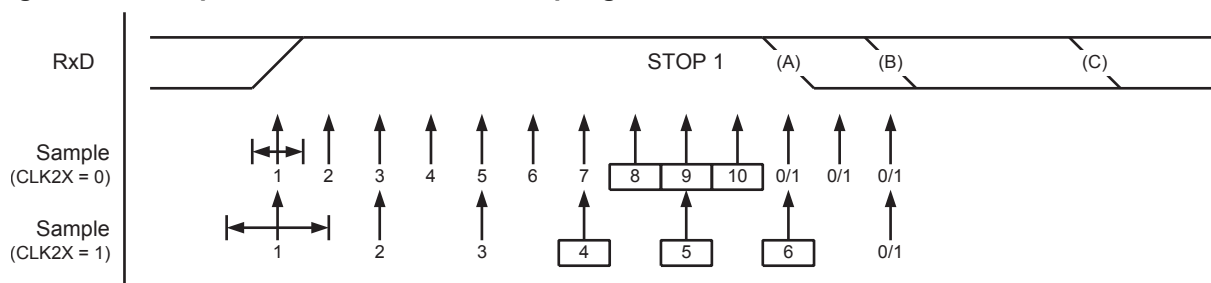 RxD STOP 1 (A) (B) (C)
Sample
(CLK2X = 0)
1 2 3 4 5 6 7 8 9 10 0/1 0/1 0/1
Sample
(CLK2X = 1)
1 2 3 4 5 6 0/1